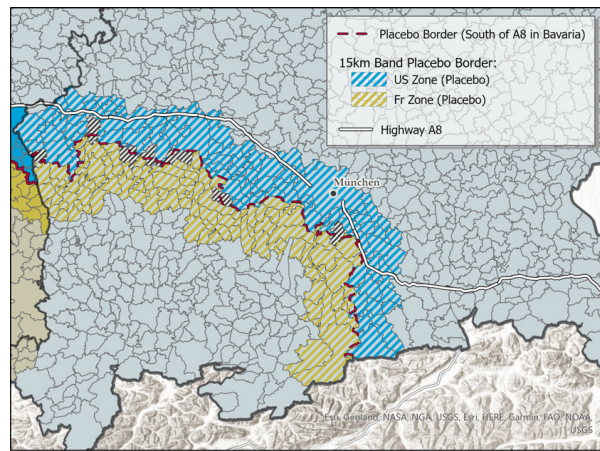 Placebo Border (South of A8 in Bavaria)
15km Band Placebo Border:
US Zone (Placebo)
Fr Zone (Placebo)
Highway A8
München
Esri, Geoland, NASA, NGA, USGS, Esri, HERE, Garmin, FAO, NOAA,
USGS